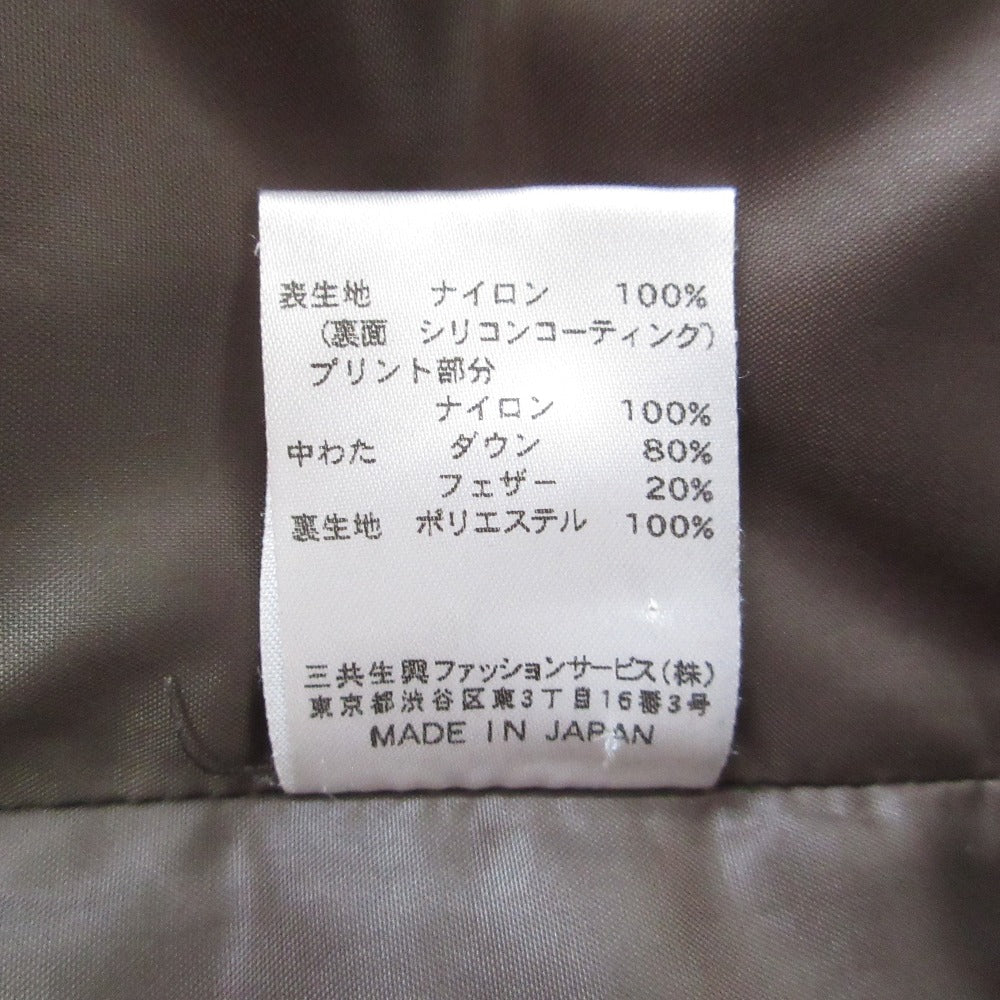 表生地 ナイロン 100%
(裏面 シリコンコーティング)
プリント部分
ナイロン 100%
中わた ダウン 80%
フェザー 20%
裏生地 ポリエステル 100%
三共生興ファッションサービス(株)
東京都渋谷区東3丁目16番3号
MADE IN JAPAN